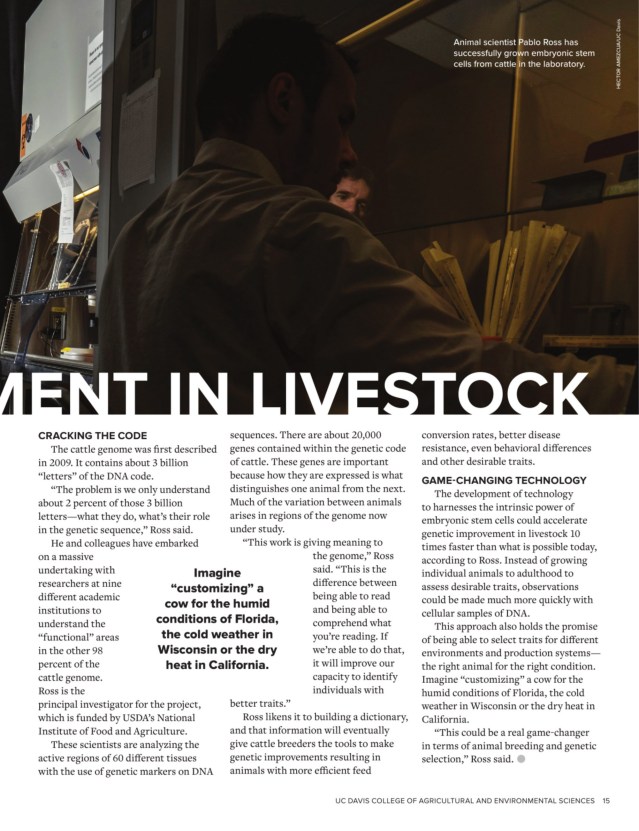 Animal scientist Pablo Ross has
successfully grown embryonic stem
cells from cattle in the laboratory.
HECTOR AMEZCUA/UC Davis
MENT IN LIVESTOCK
CRACKING THE CODE
The cattle genome was first described
in 2009. It contains about 3 billion
“letters” of the DNA code.
“The problem is we only understand
about 2 percent of those 3 billion
letters—what they do, what’s their role
in the genetic sequence,” Ross said.
He and colleagues have embarked
on a massive
undertaking with
researchers at nine
different academic
institutions to
understand the
“functional” areas
in the other 98
percent of the
cattle genome.
Ross is the
principal investigator for the project,
which is funded by USDA’s National
Institute of Food and Agriculture.
These scientists are analyzing the
active regions of 60 different tissues
with the use of genetic markers on DNA
Imagine
“customizing” a
cow for the humid
conditions of Florida,
the cold weather in
Wisconsin or the dry
heat in California.
sequences. There are about 20,000
genes contained within the genetic code
of cattle. These genes are important
because how they are expressed is what
distinguishes one animal from the next.
Much of the variation between animals
arises in regions of the genome now
under study.
“This work is giving meaning to
the genome,” Ross
said. “This is the
difference between
being able to read
and being able to
comprehend what
you’re reading. If
we’re able to do that,
it will improve our
capacity to identify
individuals with
better traits.”
Ross likens it to building a dictionary,
and that information will eventually
give cattle breeders the tools to make
genetic improvements resulting in
animals with more efficient feed
conversion rates, better disease
resistance, even behavioral differences
and other desirable traits.
GAME-CHANGING TECHNOLOGY
The development of technology
to harnesses the intrinsic power of
embryonic stem cells could accelerate
genetic improvement in livestock 10
times faster than what is possible today,
according to Ross. Instead of growing
individual animals to adulthood to
assess desirable traits, observations
could be made much more quickly with
cellular samples of DNA.
This approach also holds the promise
of being able to select traits for different
environments and production systems—
the right animal for the right condition.
Imagine “customizing” a cow for the
humid conditions of Florida, the cold
weather in Wisconsin or the dry heat in
California.
“This could be a real game-changer
in terms of animal breeding and genetic
selection,” Ross said.
UC DAVIS COLLEGE OF AGRICULTURAL AND ENVIRONMENTAL SCIENCES 15